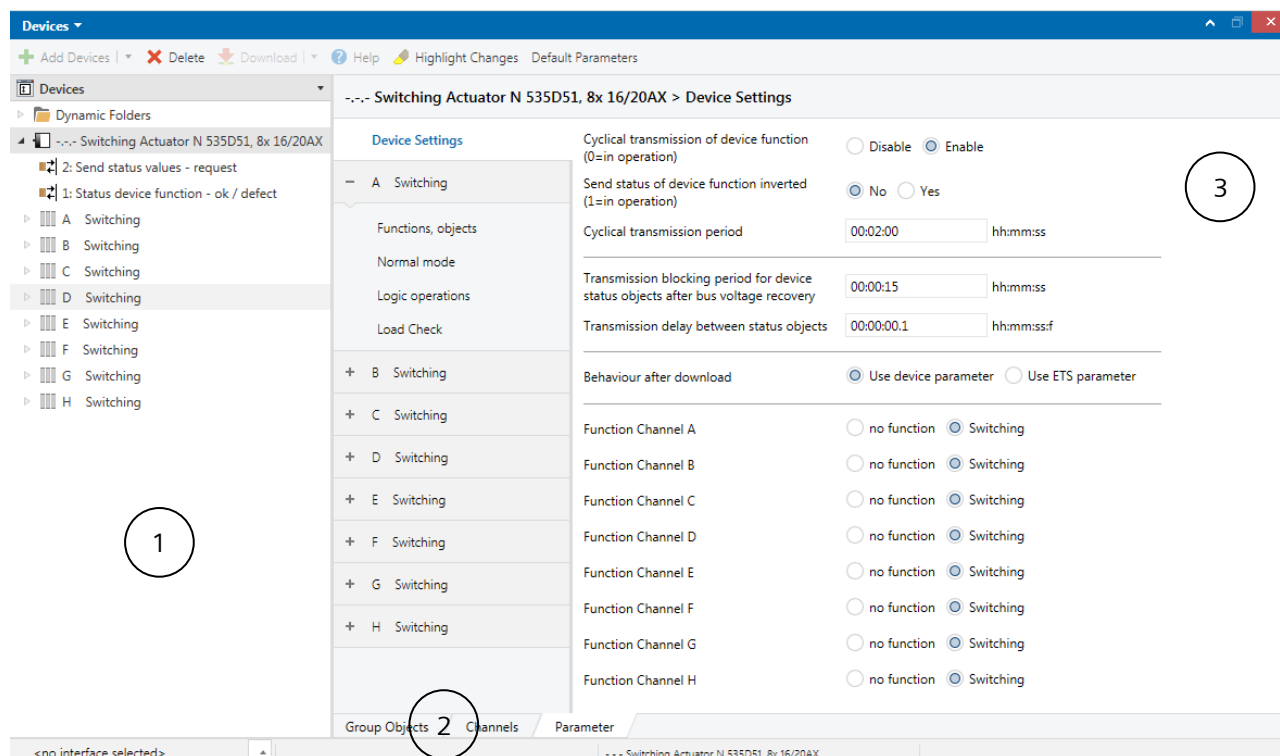 Devices
Add Devices
Delete
Download
Help
Highlight Changes
Default Parameters
Devices
Dynamic Folders
-.-.- Switching Actuator N 535D51, 8x 16/20AX
2: Send status values - request
1: Status device function - ok / defect
A Switching
B Switching
C Switching
D Switching
E Switching
F Switching
G Switching
H Switching
1
-.-.- Switching Actuator N 535D51, 8x 16/20AX > Device Settings
Device Settings
A Switching
Functions, objects
Normal mode
Logic operations
Load Check
B Switching
C Switching
D Switching
E Switching
F Switching
G Switching
H Switching
Cyclical transmission of device function
(0=in operation)
Disable Enable
Send status of device function inverted
(1=in operation)
No Yes
Cyclical transmission period 00:02:00 hh:mm:ss
Transmission blocking period for device
status objects after bus voltage recovery
00:00:15 hh:mm:ss
Transmission delay between status objects 00:00:00.1 hh:mm:ss:f
Behaviour after download Use device parameter Use ETS parameter
Function Channel A no function Switching
Function Channel B no function Switching
Function Channel C no function Switching
Function Channel D no function Switching
Function Channel E no function Switching
Function Channel F no function Switching
Function Channel G no function Switching
Function Channel H no function Switching
3
Group Objects 2 Channels Parameter
<no interface selected>
-.-.- Switching Actuator N 535D51, 8x 16/20AX